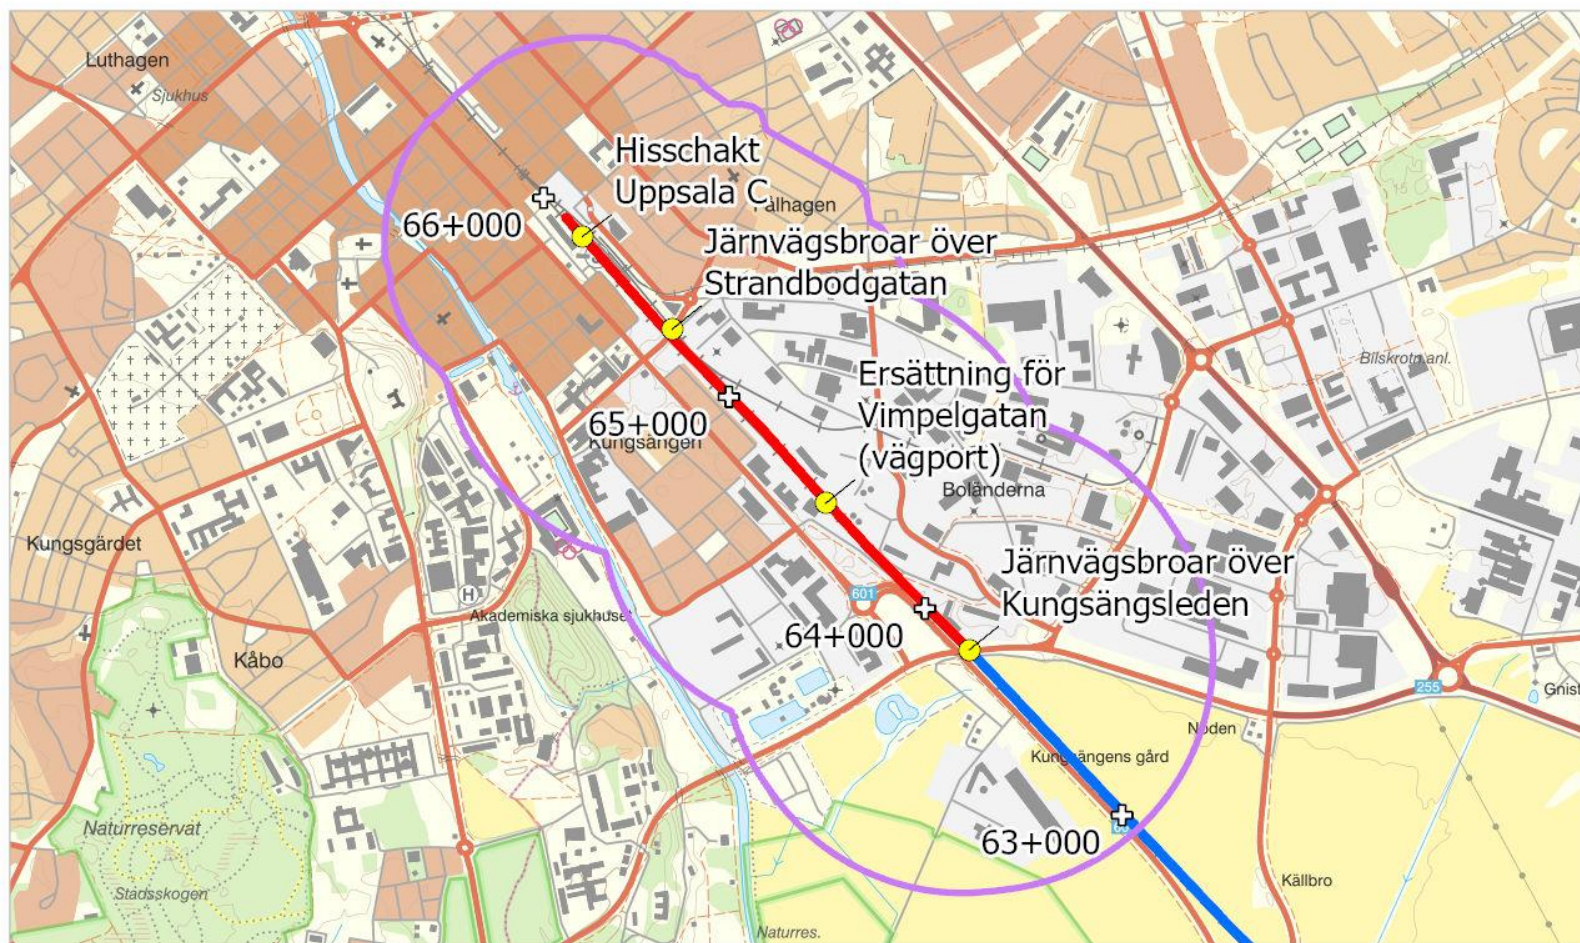 Luthagen
Sjukhus
Hisschakt
Uppsala C
Fålhagen
66+000
Järnvägsbroar över
Strandbodgatan
Bilskrotn.anl.
15
Ersättning för
Vimpelgatan
(vägport)
65+000
Kungsängen
Boländerna
Kungsgärdet
Järnvägsbroar över
Kungsängsleden
601
H
Akademiska sjukhuset
64+000
Kåbo
255
Gnist
Noden
Kungsängens gård
Naturreservat
63+000
Källbro
Stadsskogen
Naturres.